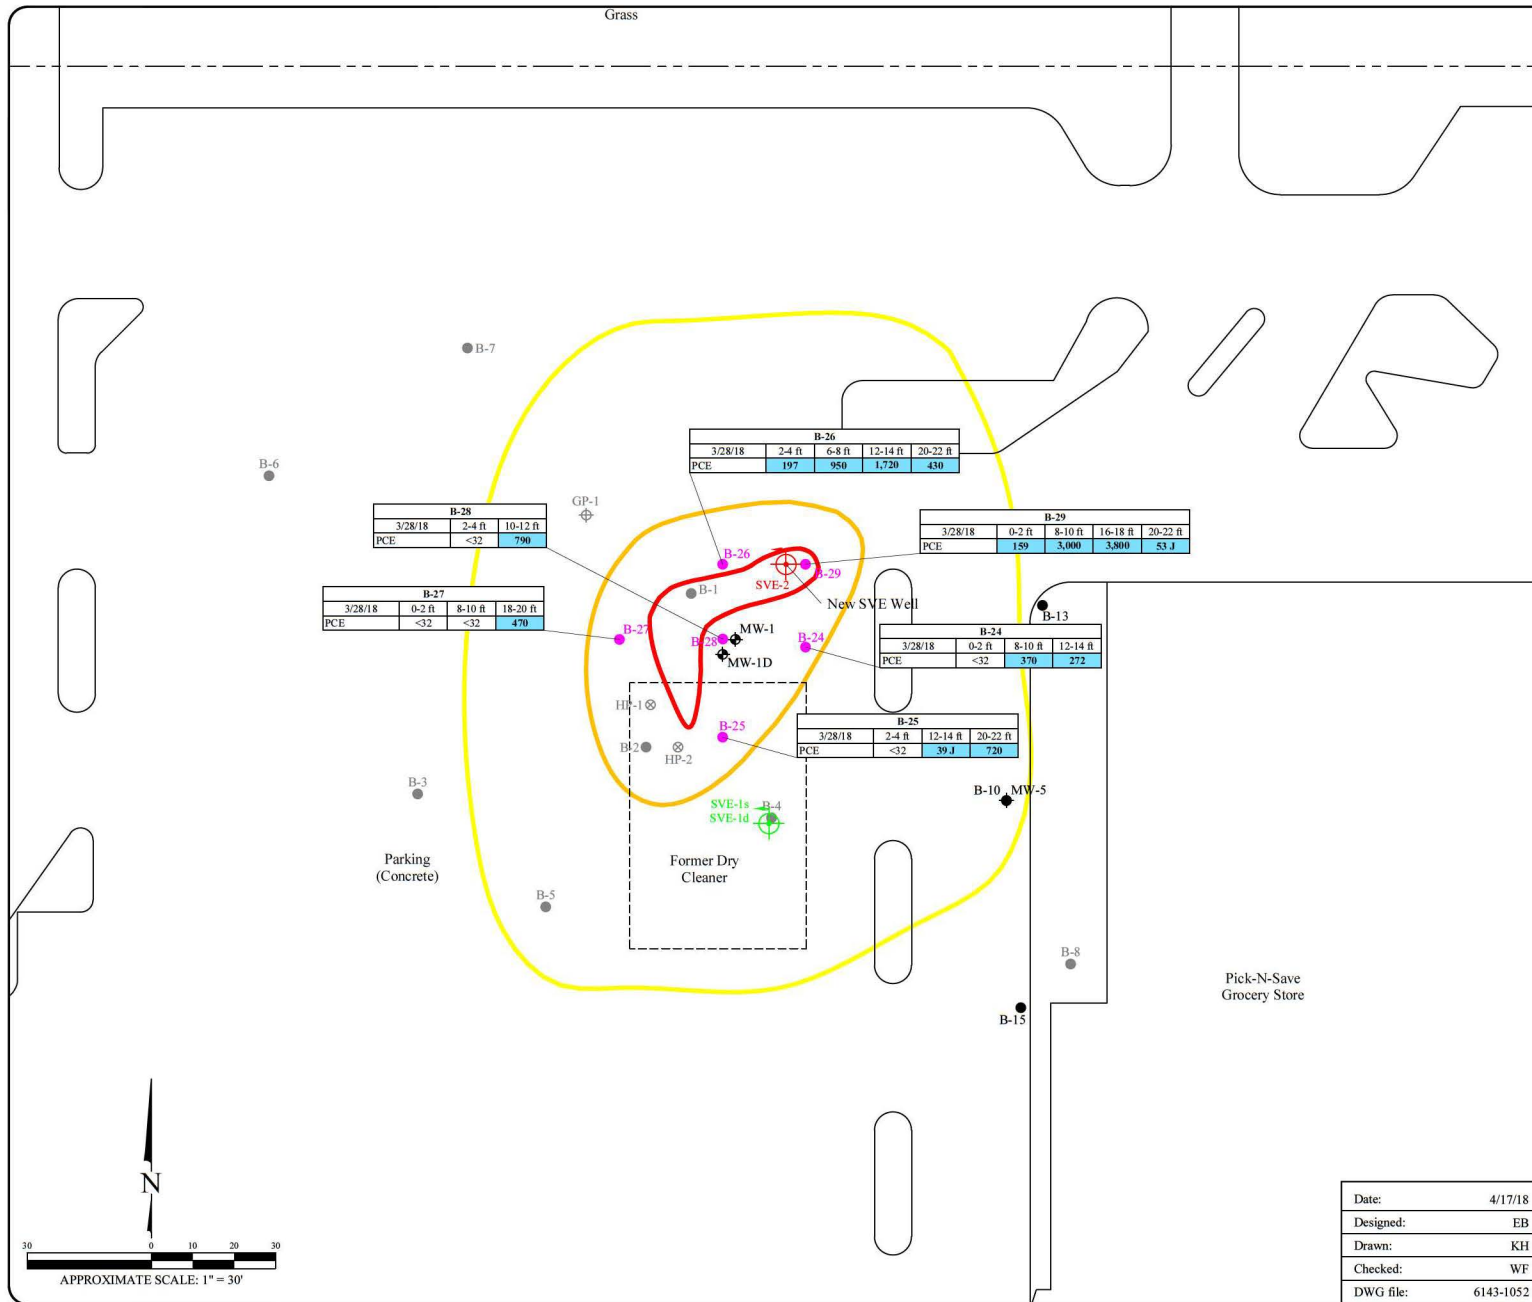 Grass
B-7
B-6
GP-1
B-26
3/28/18 2-4 ft 6-8 ft 12-14 ft 20-22 ft
PCE 197 950 1,720 430
B-28
3/28/18 2-4 ft 10-12 ft
PCE <32 790
B-29
3/28/18 0-2 ft 8-10 ft 16-18 ft 20-22 ft
PCE 159 3,000 3,800 53 J
B-26
B-29
SVE-2
B-1
New SVE Well
B-27
3/28/18 0-2 ft 8-10 ft 18-20 ft
PCE <32 <32 470
B-13
B-27
B-28
MW-1
B-24
MW-1D
B-24
3/28/18 0-2 ft 8-10 ft 12-14 ft
PCE <32 370 272
HP-1
B-25
B-2
HP-2
B-25
3/28/18 2-4 ft 12-14 ft 20-22 ft
PCE <32 39 J 720
B-3
B-10 MW-5
SVE-1s
SVE-1d
B-4
Parking
(Concrete)
Former Dry
Cleaner
B-5
B-8
Pick-N-Save
Grocery Store
B-15
N
30 0 10 20 30
APPROXIMATE SCALE: 1" = 30'
Date: 4/17/18
Designed: EB
Drawn: KH
Checked: WF
DWG file: 6143-1052